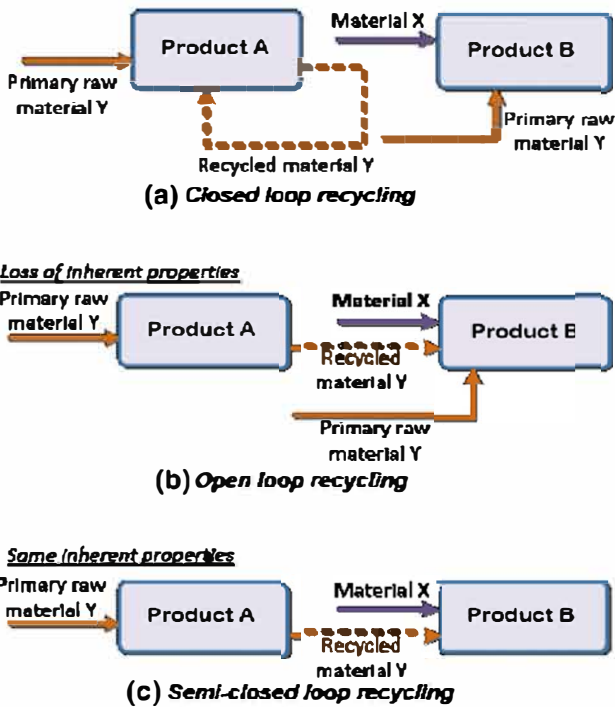 Material X
Product A
Product B
Primary raw
material Y
Primary raw
material Y
Recycled material Y
(a) Closed loop recycling
Loss of inherent properties
Primary raw
material Y
Product A
Material X
Product B
Recycled
material Y
Primary raw
material Y
(b) Open loop recycling
Same inherent properties
Primary raw
material Y
Product A
Material X
Product B
Recycled
material Y
(c) Semi-closed loop recycling